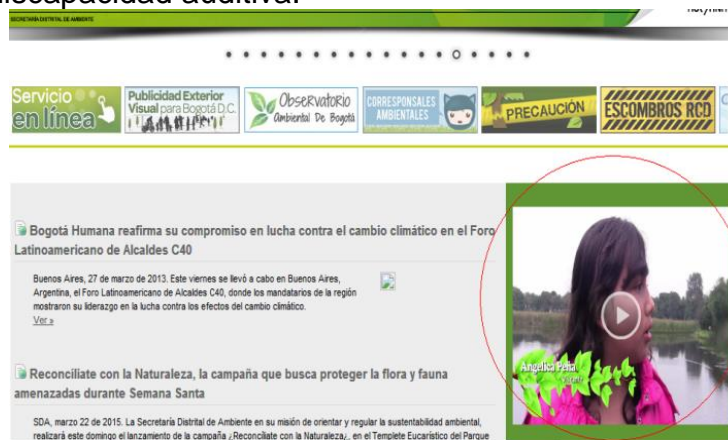 discapacidad auditiva.
SECRETARÍA DISTRITAL DE AMBIENTE
Servicio
en línea
Publicidad Exterior
Visual para Bogotá D.C.
Observatorio
Ambiental De Bogotá
CORRESPONSALES
AMBIENTALES
PRECAUCIÓN
ESCOMBROS RCD
Bogotá Humana reafirma su compromiso en lucha contra el cambio climático en el Foro
Latinoamericano de Alcaldes C40
Buenos Aires, 27 de marzo de 2013. Este viernes se llevó a cabo en Buenos Aires,
Argentina, el Foro Latinoamericano de Alcaldes C40, donde los mandatarios de la región
mostraron su liderazgo en la lucha contra los efectos del cambio climático.
Ver »
Angelica Peña
Reconcíliate con la Naturaleza, la campaña que busca proteger la flora y fauna
amenazadas durante Semana Santa
SDA, marzo 22 de 2015. La Secretaría Distrital de Ambiente en su misión de orientar y regular la sustentabilidad ambiental,
realizará este domingo el lanzamiento de la campaña ¿Reconcíliate con la Naturaleza¿, en el Templete Eucarístico del Parque